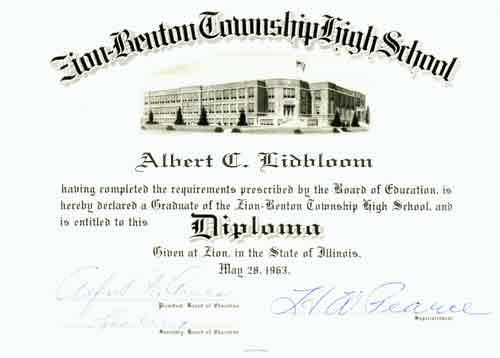 Zion-Benton Township High School
Albert C. Lidbloom
having completed the requirements prescribed by the Board of Education, is
hereby declared a Graduate of the Zion-Benton Township High School, and
is entitled to this Diploma
Given at Zion, in the State of Illinois,
May 28, 1963.
President Board of Education
H W Pearce
Superintendent
Secretary Board of Education